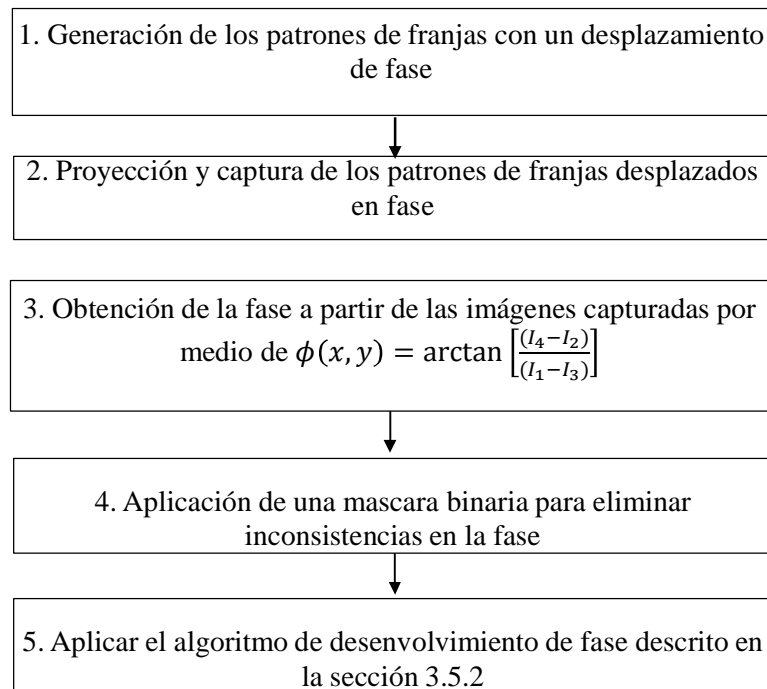 1. Generación de los patrones de franjas con un desplazamiento
de fase
2. Proyección y captura de los patrones de franjas desplazados
en fase
3. Obtención de la fase a partir de las imágenes capturadas por
medio de ϕ(x, y) = arctan [(I₄−I₂)/(I₁−I₃)]
4. Aplicación de una mascara binaria para eliminar
inconsistencias en la fase
5. Aplicar el algoritmo de desenvolvimiento de fase descrito en
la sección 3.5.2